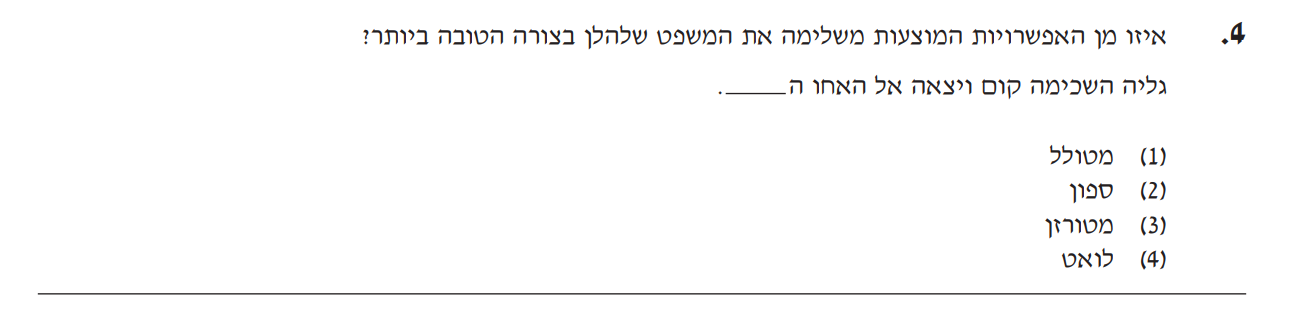 4. איזו מן האפשרויות המוצעות משלימה את המשפט שלהלן בצורה הטובה ביותר?
גליה השכימה קום ויצאה אל האחו ה_____.
(1) מטולל
(2) ספון
(3) מטורזן
(4) לואט